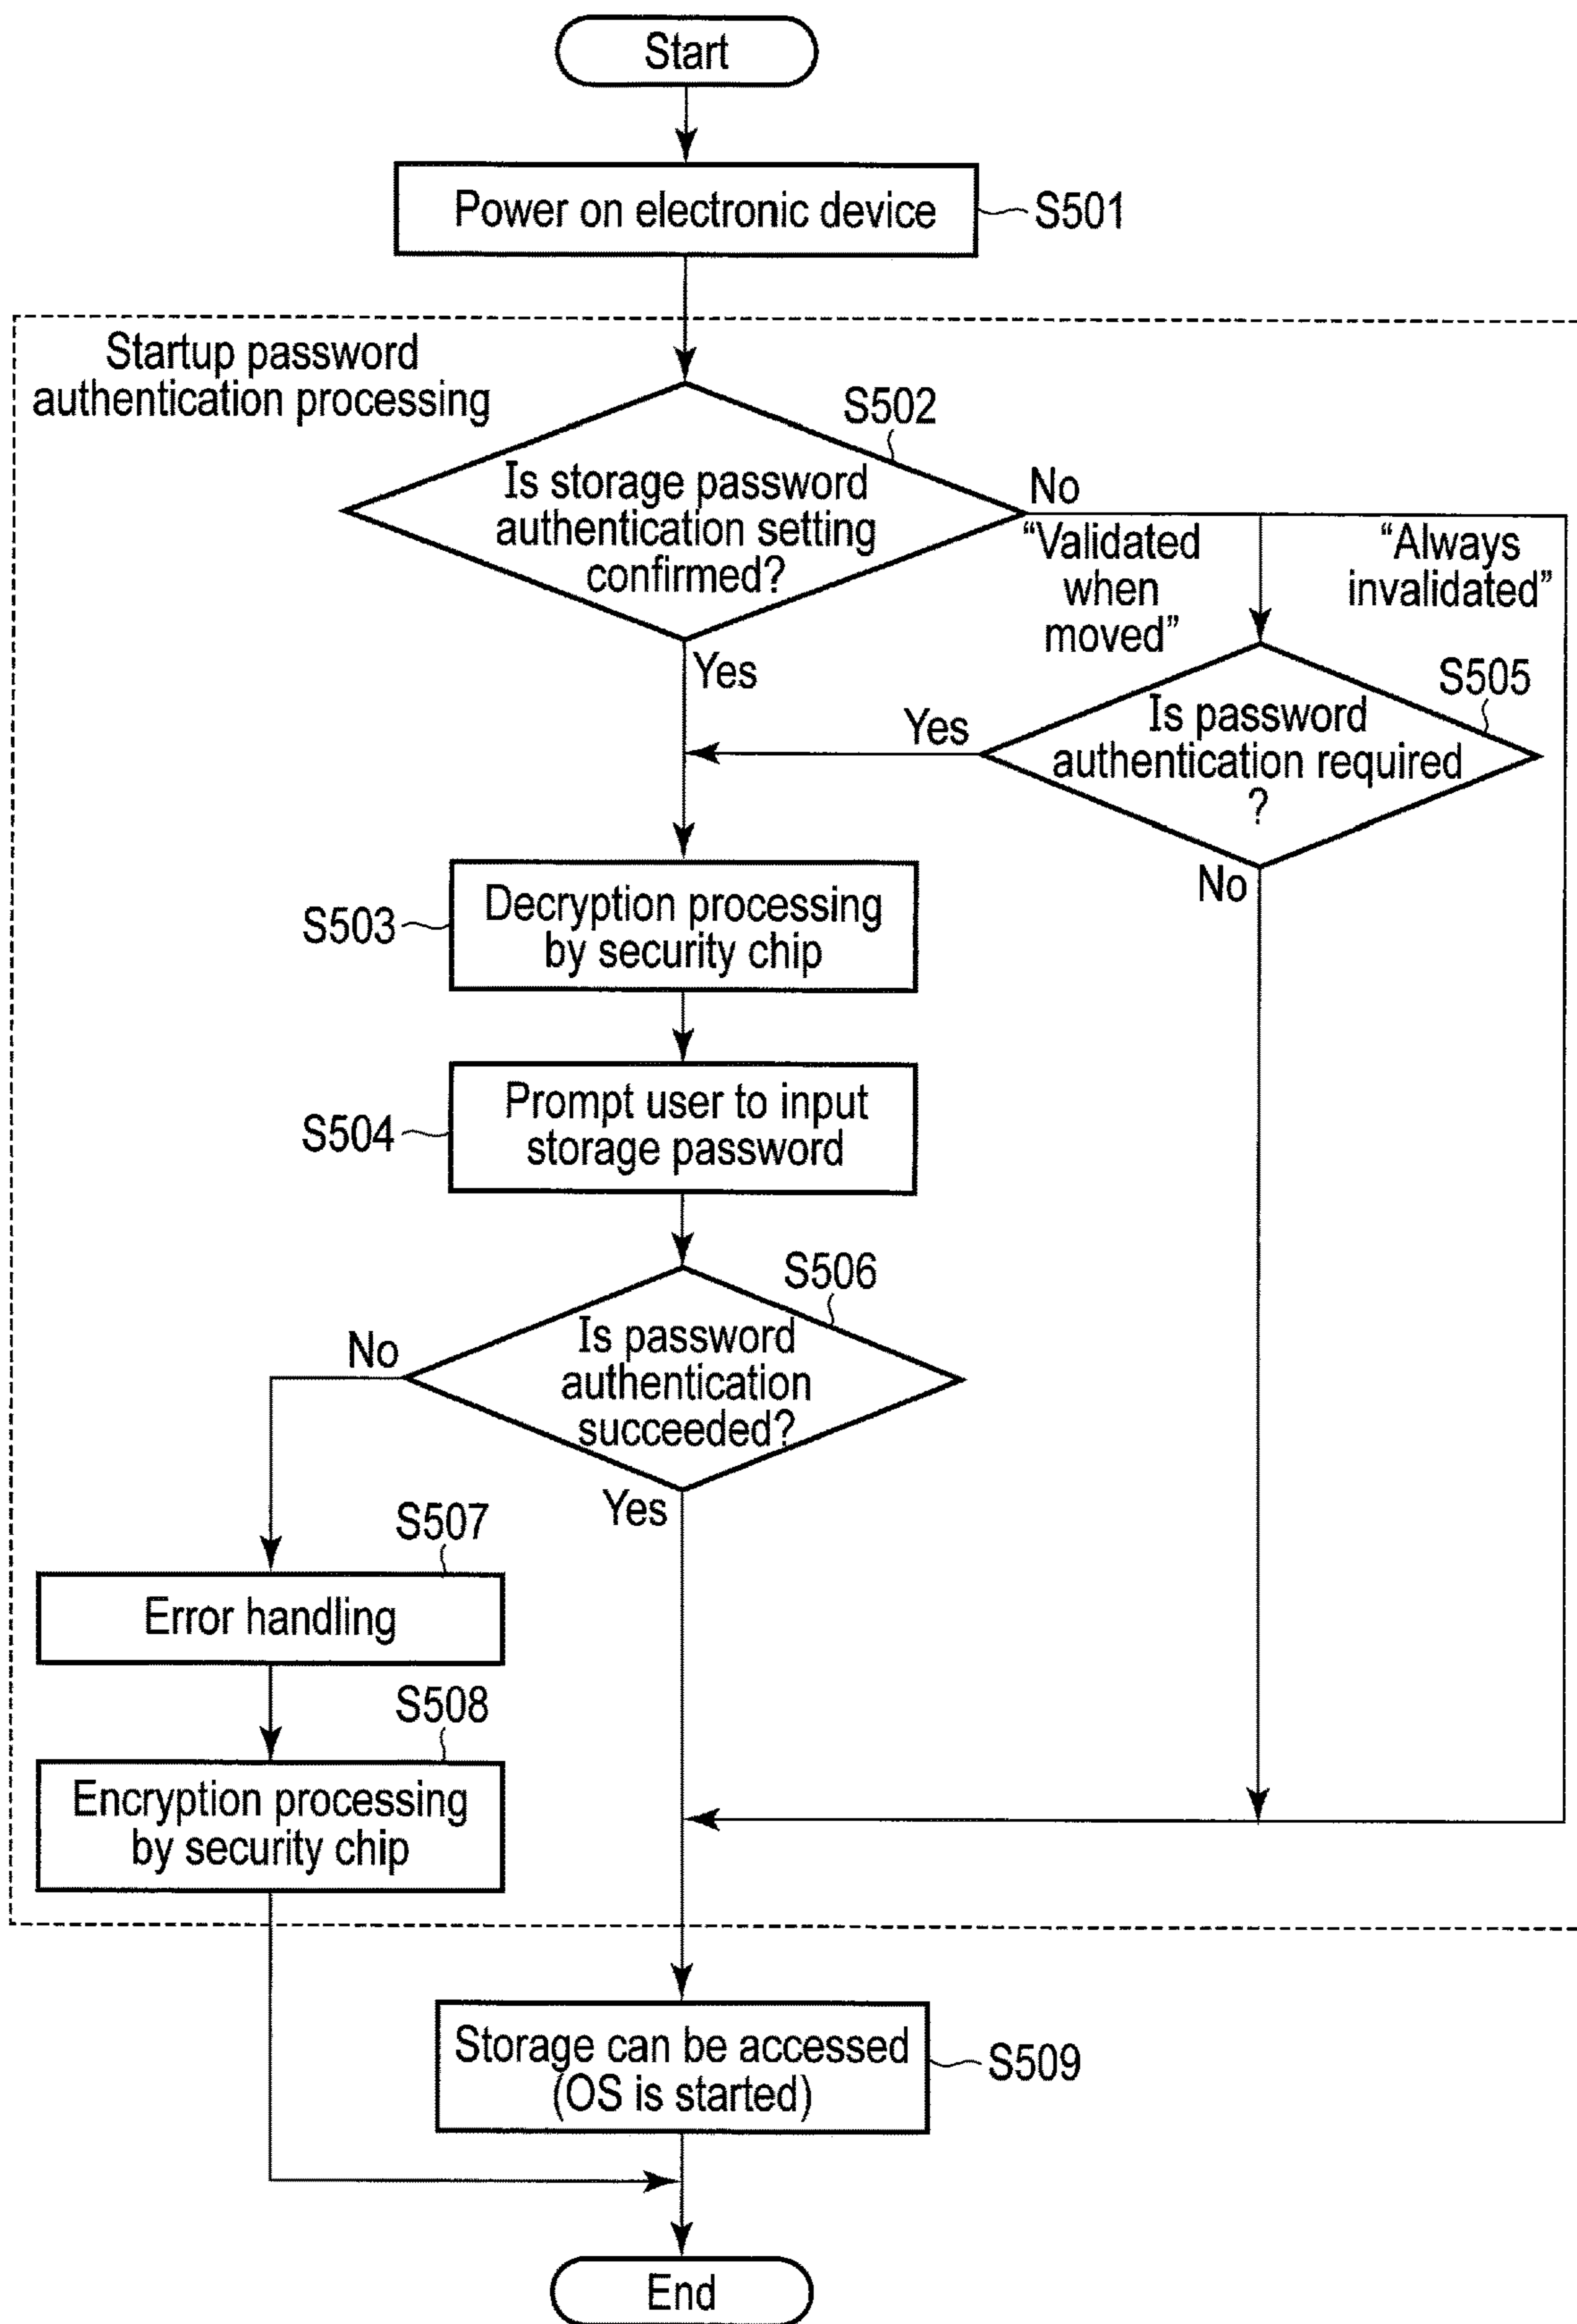 Start
Power on electronic device
S501
Startup password
authentication processing
S502
Is storage password
authentication setting
confirmed?
No
“Validated
when
moved”
“Always
invalidated”
Yes
S505
Is password
authentication required
?
Yes
No
S503
Decryption processing
by security chip
S504
Prompt user to input
storage password
S506
Is password
authentication
succeeded?
No
Yes
S507
Error handling
S508
Encryption processing
by security chip
Storage can be accessed
(OS is started)
S509
End